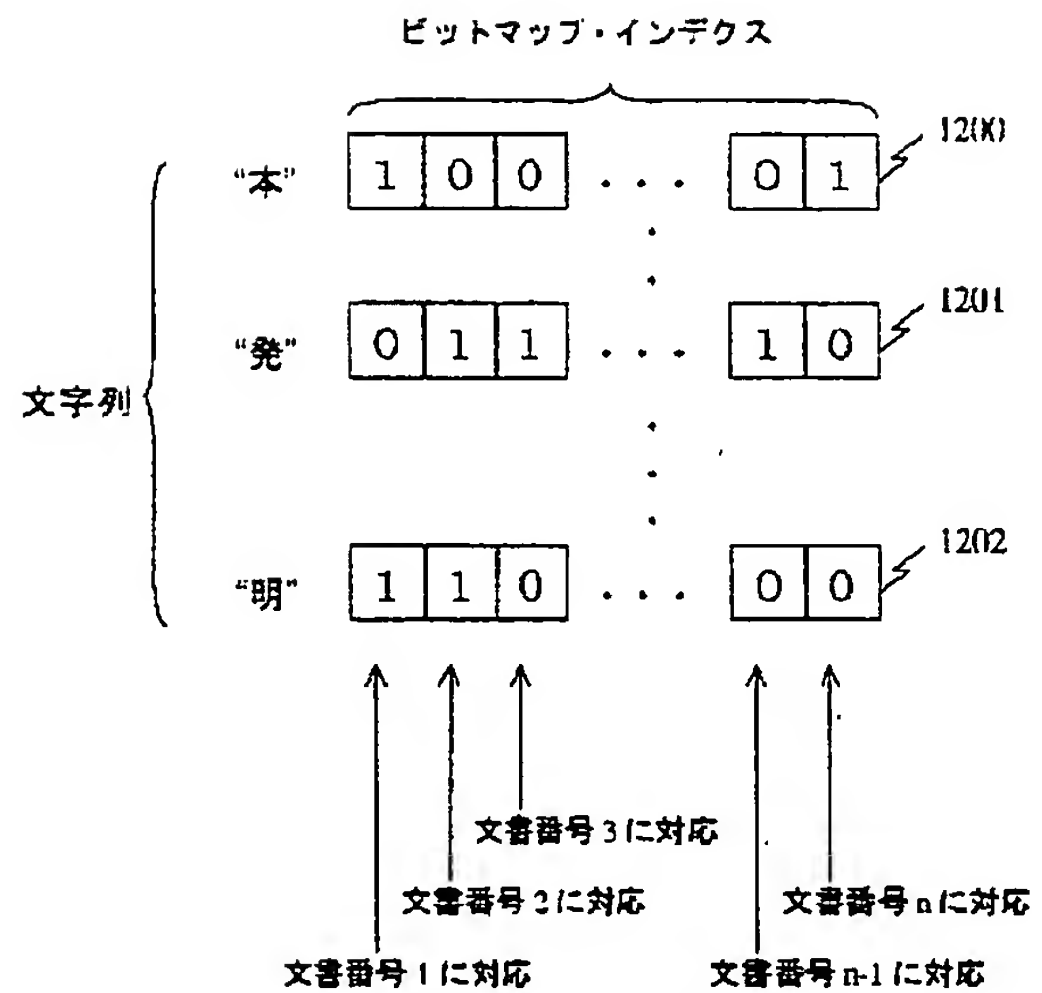 ビットマップ・インデクス
"本" 1 0 0 ・・・ 0 1 1200
"発" 0 1 1 ・・・ 1 0 1201
文字列
"明" 1 1 0 ・・・ 0 0 1202
文書番号3に対応
文書番号2に対応 文書番号nに対応
文書番号1に対応 文書番号n-1に対応